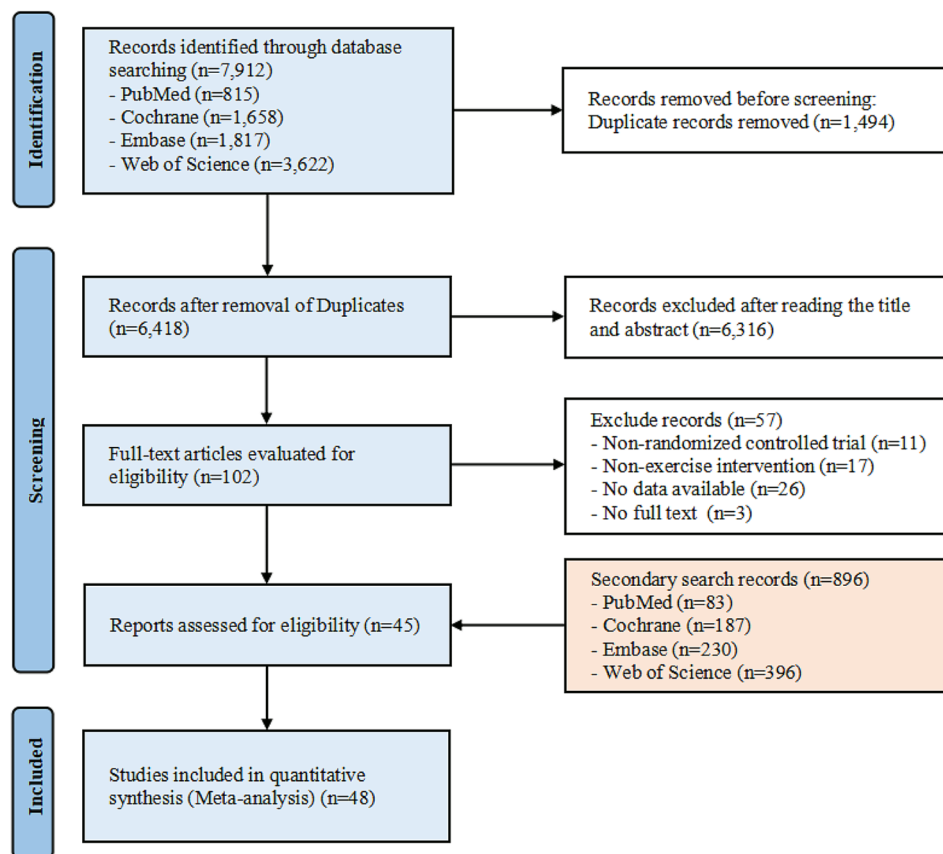 Identification
Records identified through database
searching (n=7,912)
- PubMed (n=815)
- Cochrane (n=1,658)
- Embase (n=1,817)
- Web of Science (n=3,622)
Records removed before screening:
Duplicate records removed (n=1,494)
Screening
Records after removal of Duplicates
(n=6,418)
Records excluded after reading the title
and abstract (n=6,316)
Full-text articles evaluated for
eligibility (n=102)
Exclude records (n=57)
- Non-randomized controlled trial (n=11)
- Non-exercise intervention (n=17)
- No data available (n=26)
- No full text (n=3)
Reports assessed for eligibility (n=45)
Secondary search records (n=896)
- PubMed (n=83)
- Cochrane (n=187)
- Embase (n=230)
- Web of Science (n=396)
Included
Studies included in quantitative
synthesis (Meta-analysis) (n=48)